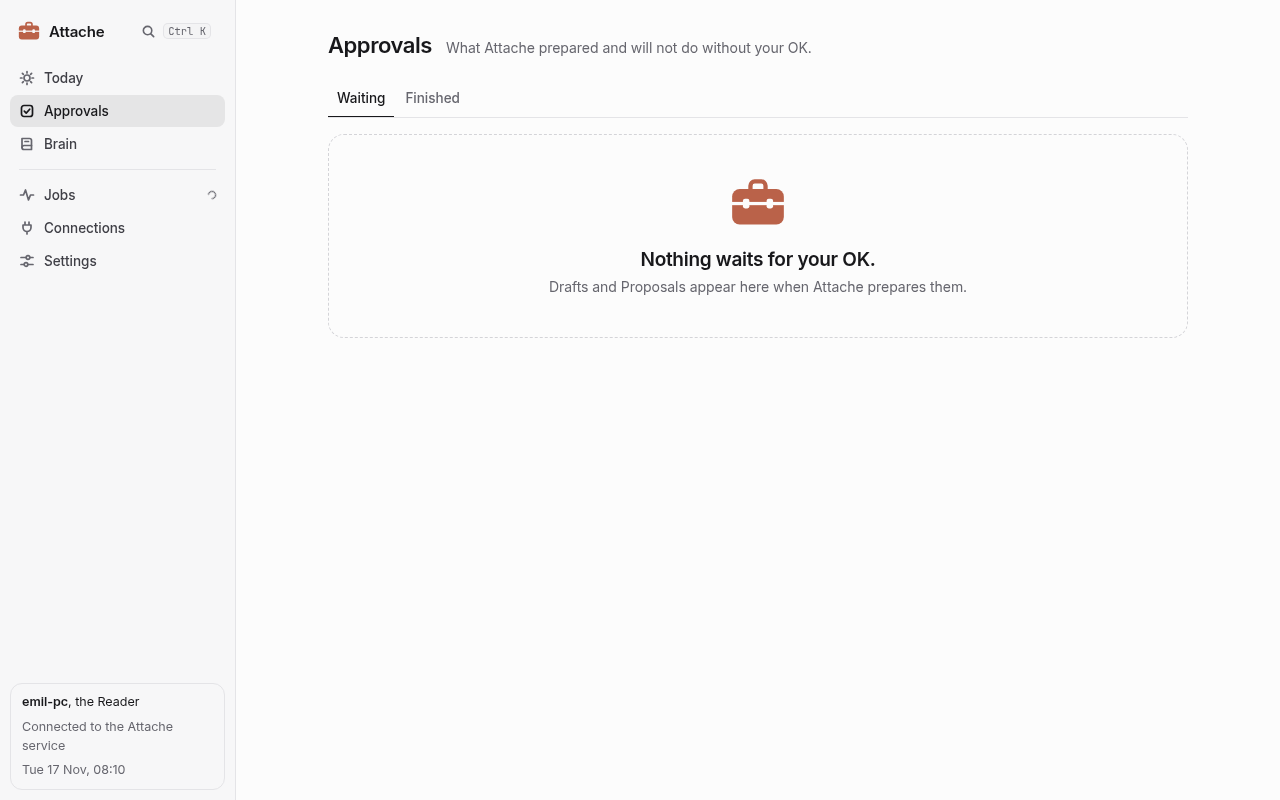 Attache
Ctrl K
Today
Approvals
Brain
Jobs
Connections
Settings
emil-pc, the Reader
Connected to the Attache
service
Tue 17 Nov, 08:10
Approvals What Attache prepared and will not do without your OK.
Waiting Finished
Nothing waits for your OK.
Drafts and Proposals appear here when Attache prepares them.